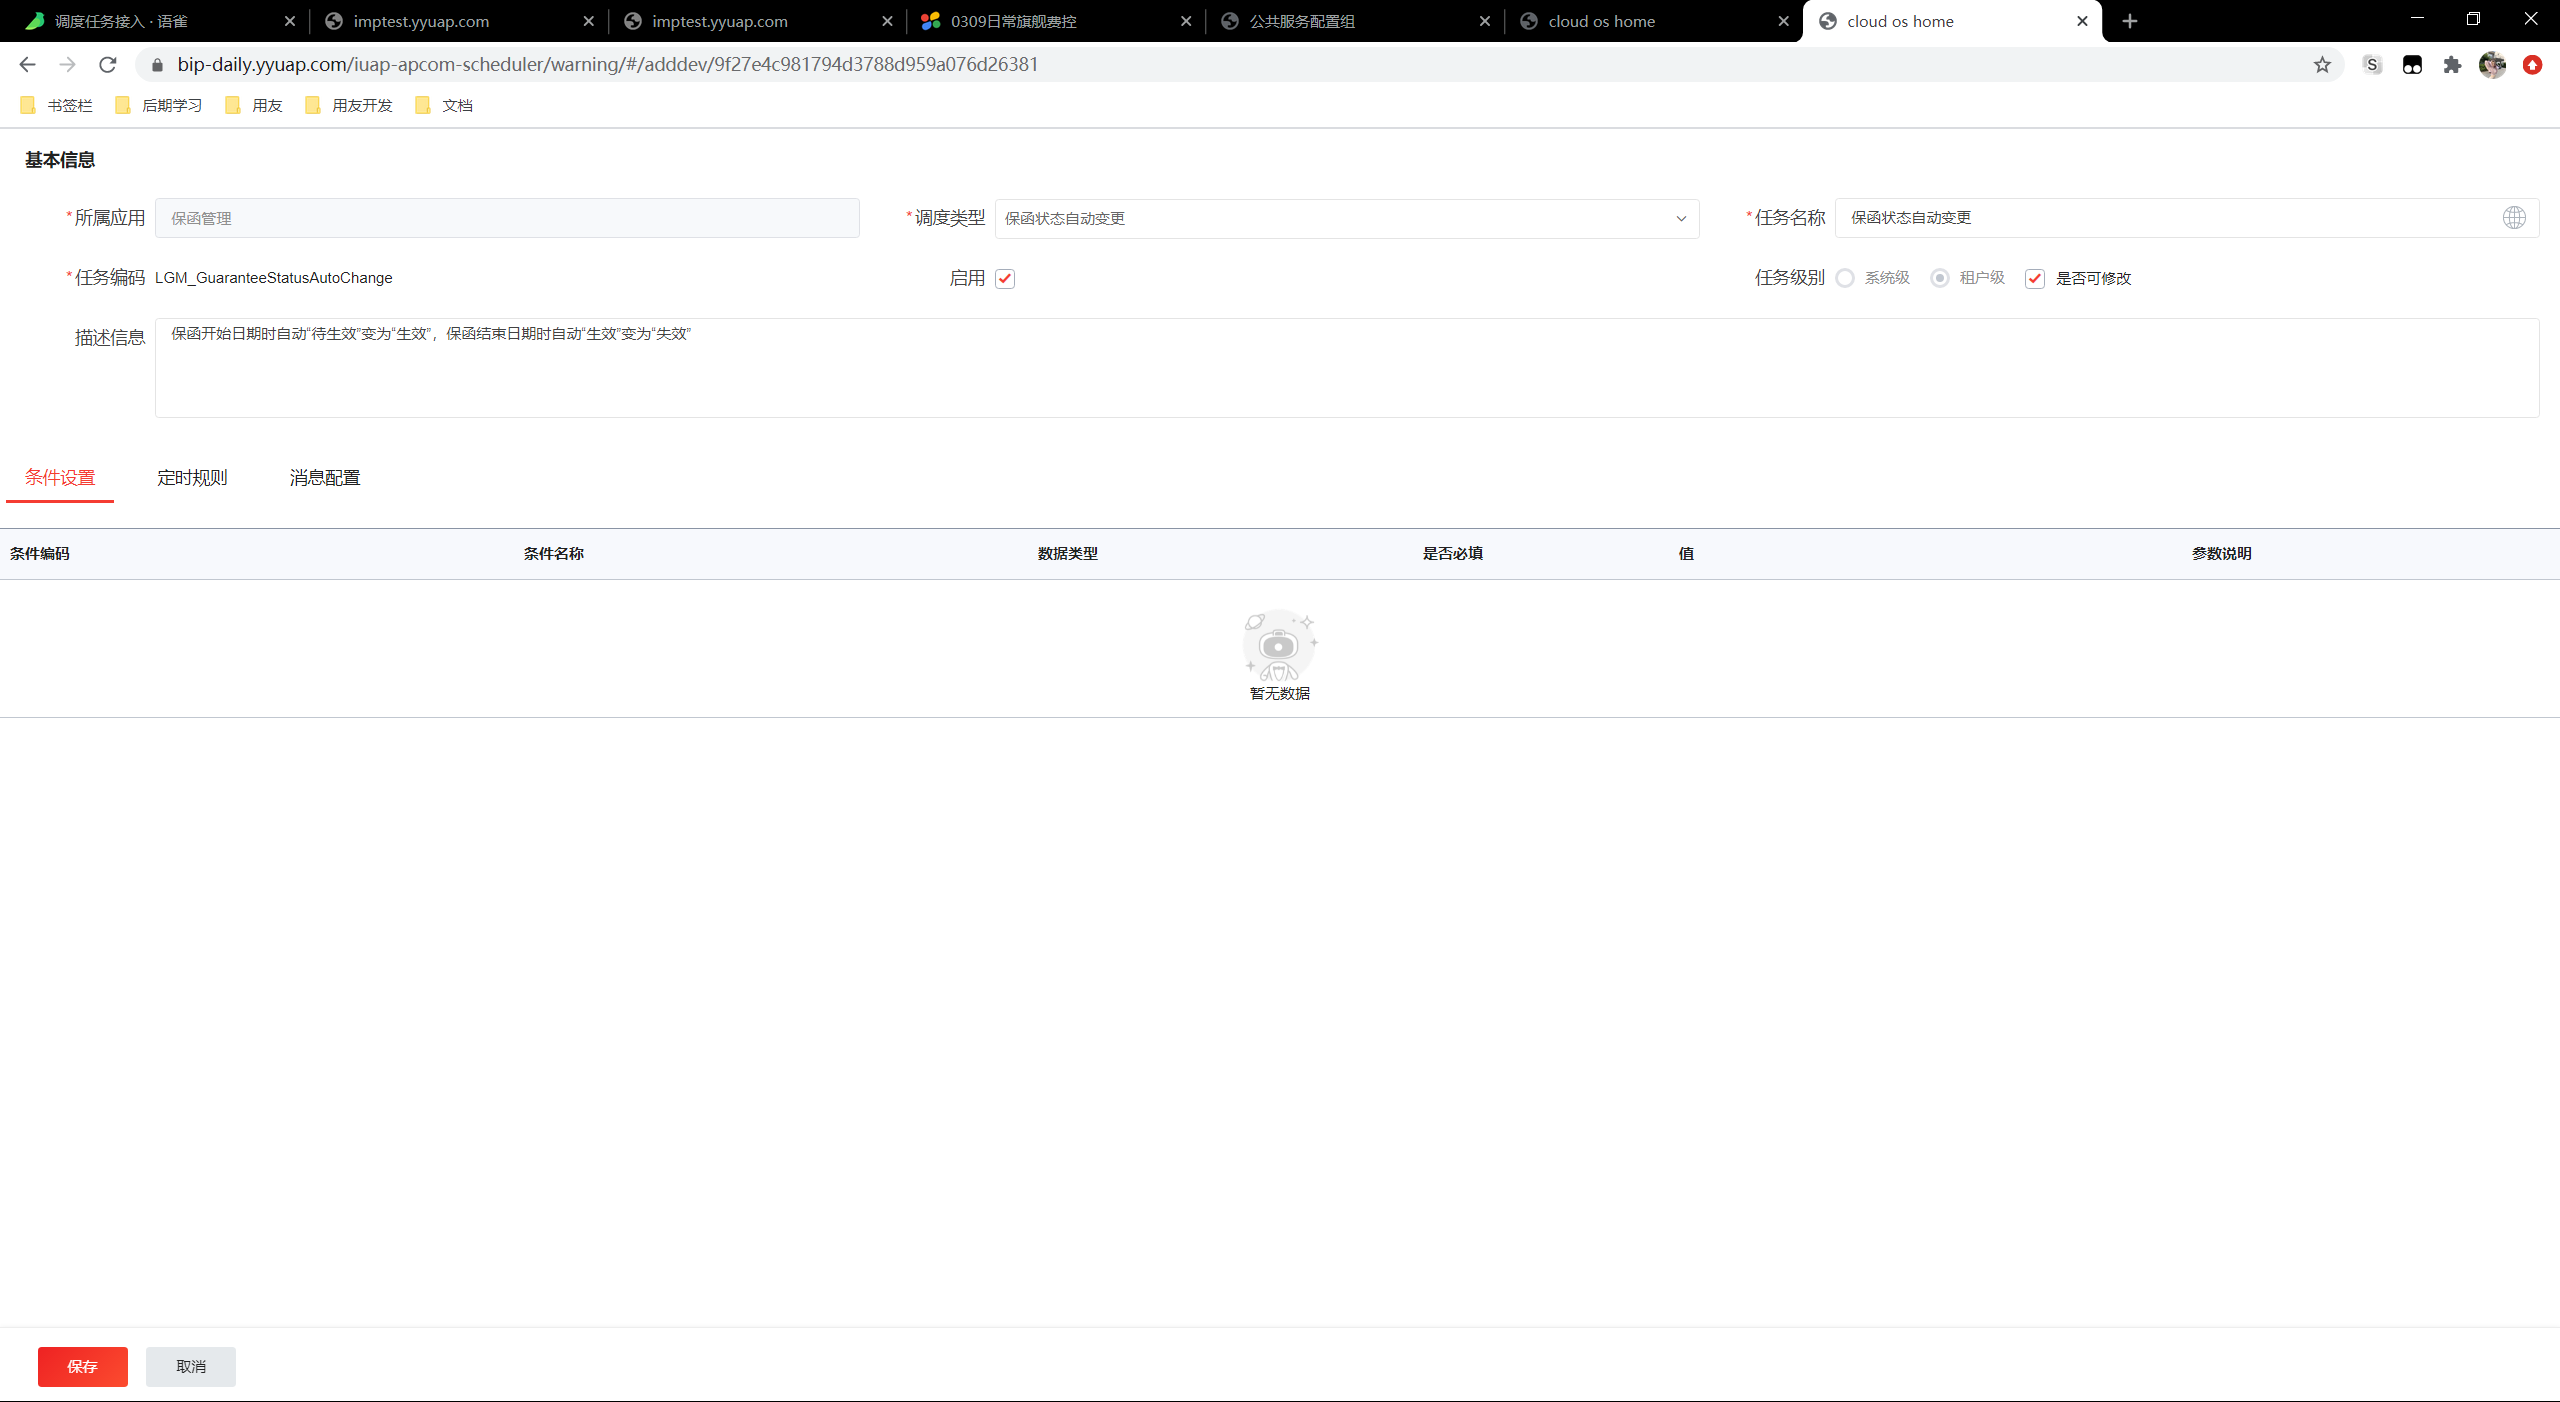 调度任务接入 · 语雀
imptest.yyuap.com
imptest.yyuap.com
0309日常旗舰费控
公共服务配置组
cloud os home
cloud os home
bip-daily.yyuap.com/iuap-apcom-scheduler/warning/#/adddev/9f27e4c981794d3788d959a076d26381
S
书签栏
后期学习
用友
用友开发
文档
基本信息
*所属应用 保函管理
*调度类型 保函状态自动变更
*任务名称 保函状态自动变更
*任务编码 LGM_GuaranteeStatusAutoChange
启用
任务级别 系统级 租户级 是否可修改
描述信息 保函开始日期时自动“待生效”变为“生效”，保函结束日期时自动“生效”变为“失效”
条件设置 定时规则 消息配置
条件编码 条件名称 数据类型 是否必填 值 参数说明
暂无数据
保存 取消